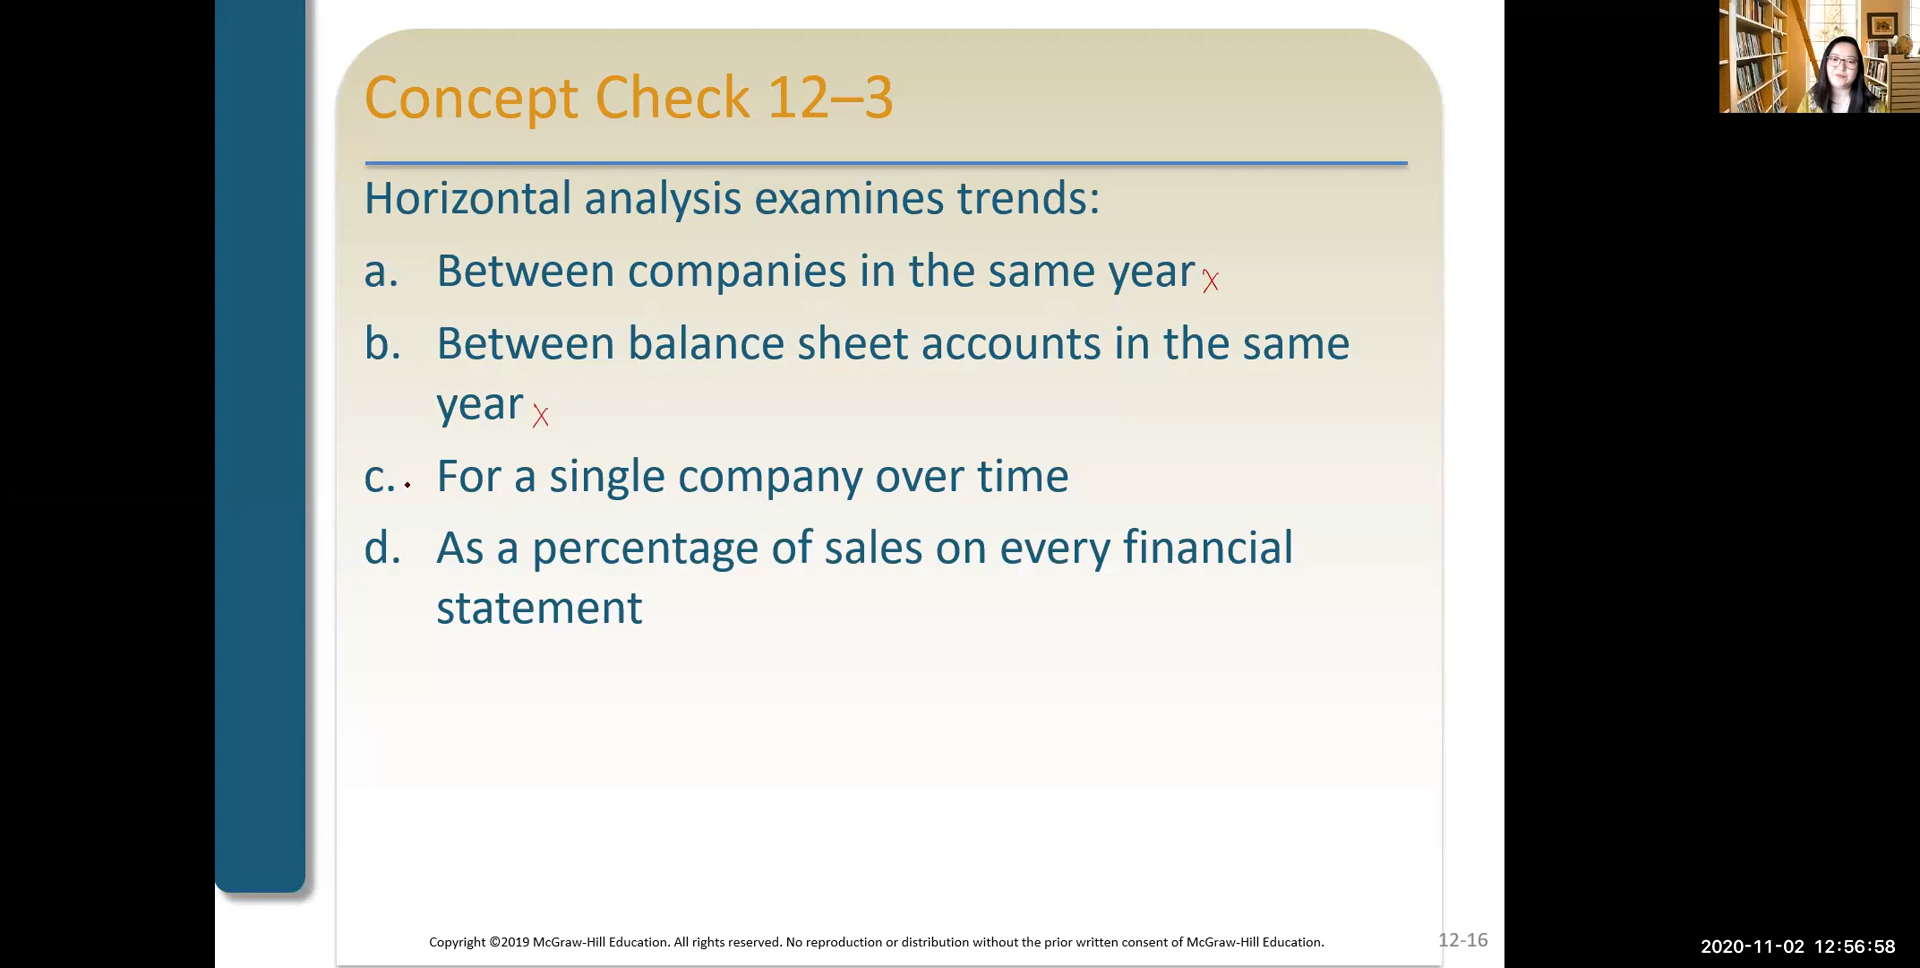 Concept Check 12–3
Horizontal analysis examines trends:
a. Between companies in the same year x
b. Between balance sheet accounts in the same
year x
c. For a single company over time
d. As a percentage of sales on every financial
statement
Copyright ©2019 McGraw-Hill Education. All rights reserved. No reproduction or distribution without the prior written consent of McGraw-Hill Education.
12-16
2020-11-02 12:56:58